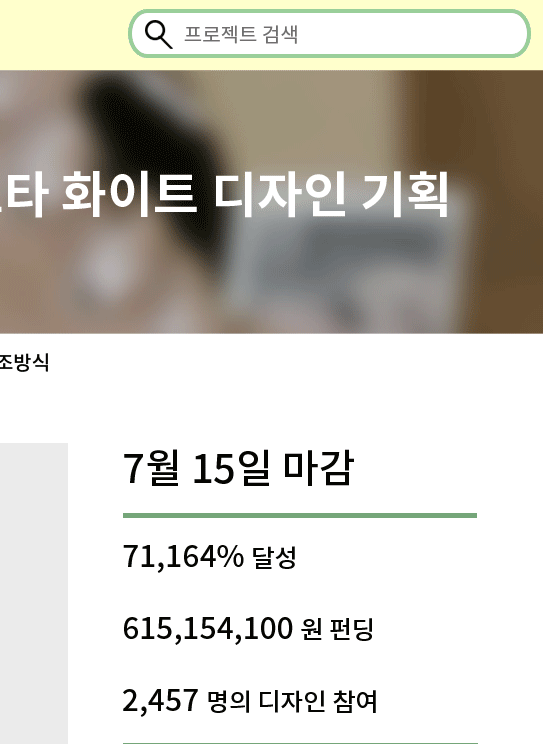 프로젝트 검색
타 화이트 디자인 기획
조방식
7월 15일 마감
71,164% 달성
615,154,100 원 펀딩
2,457 명의 디자인 참여